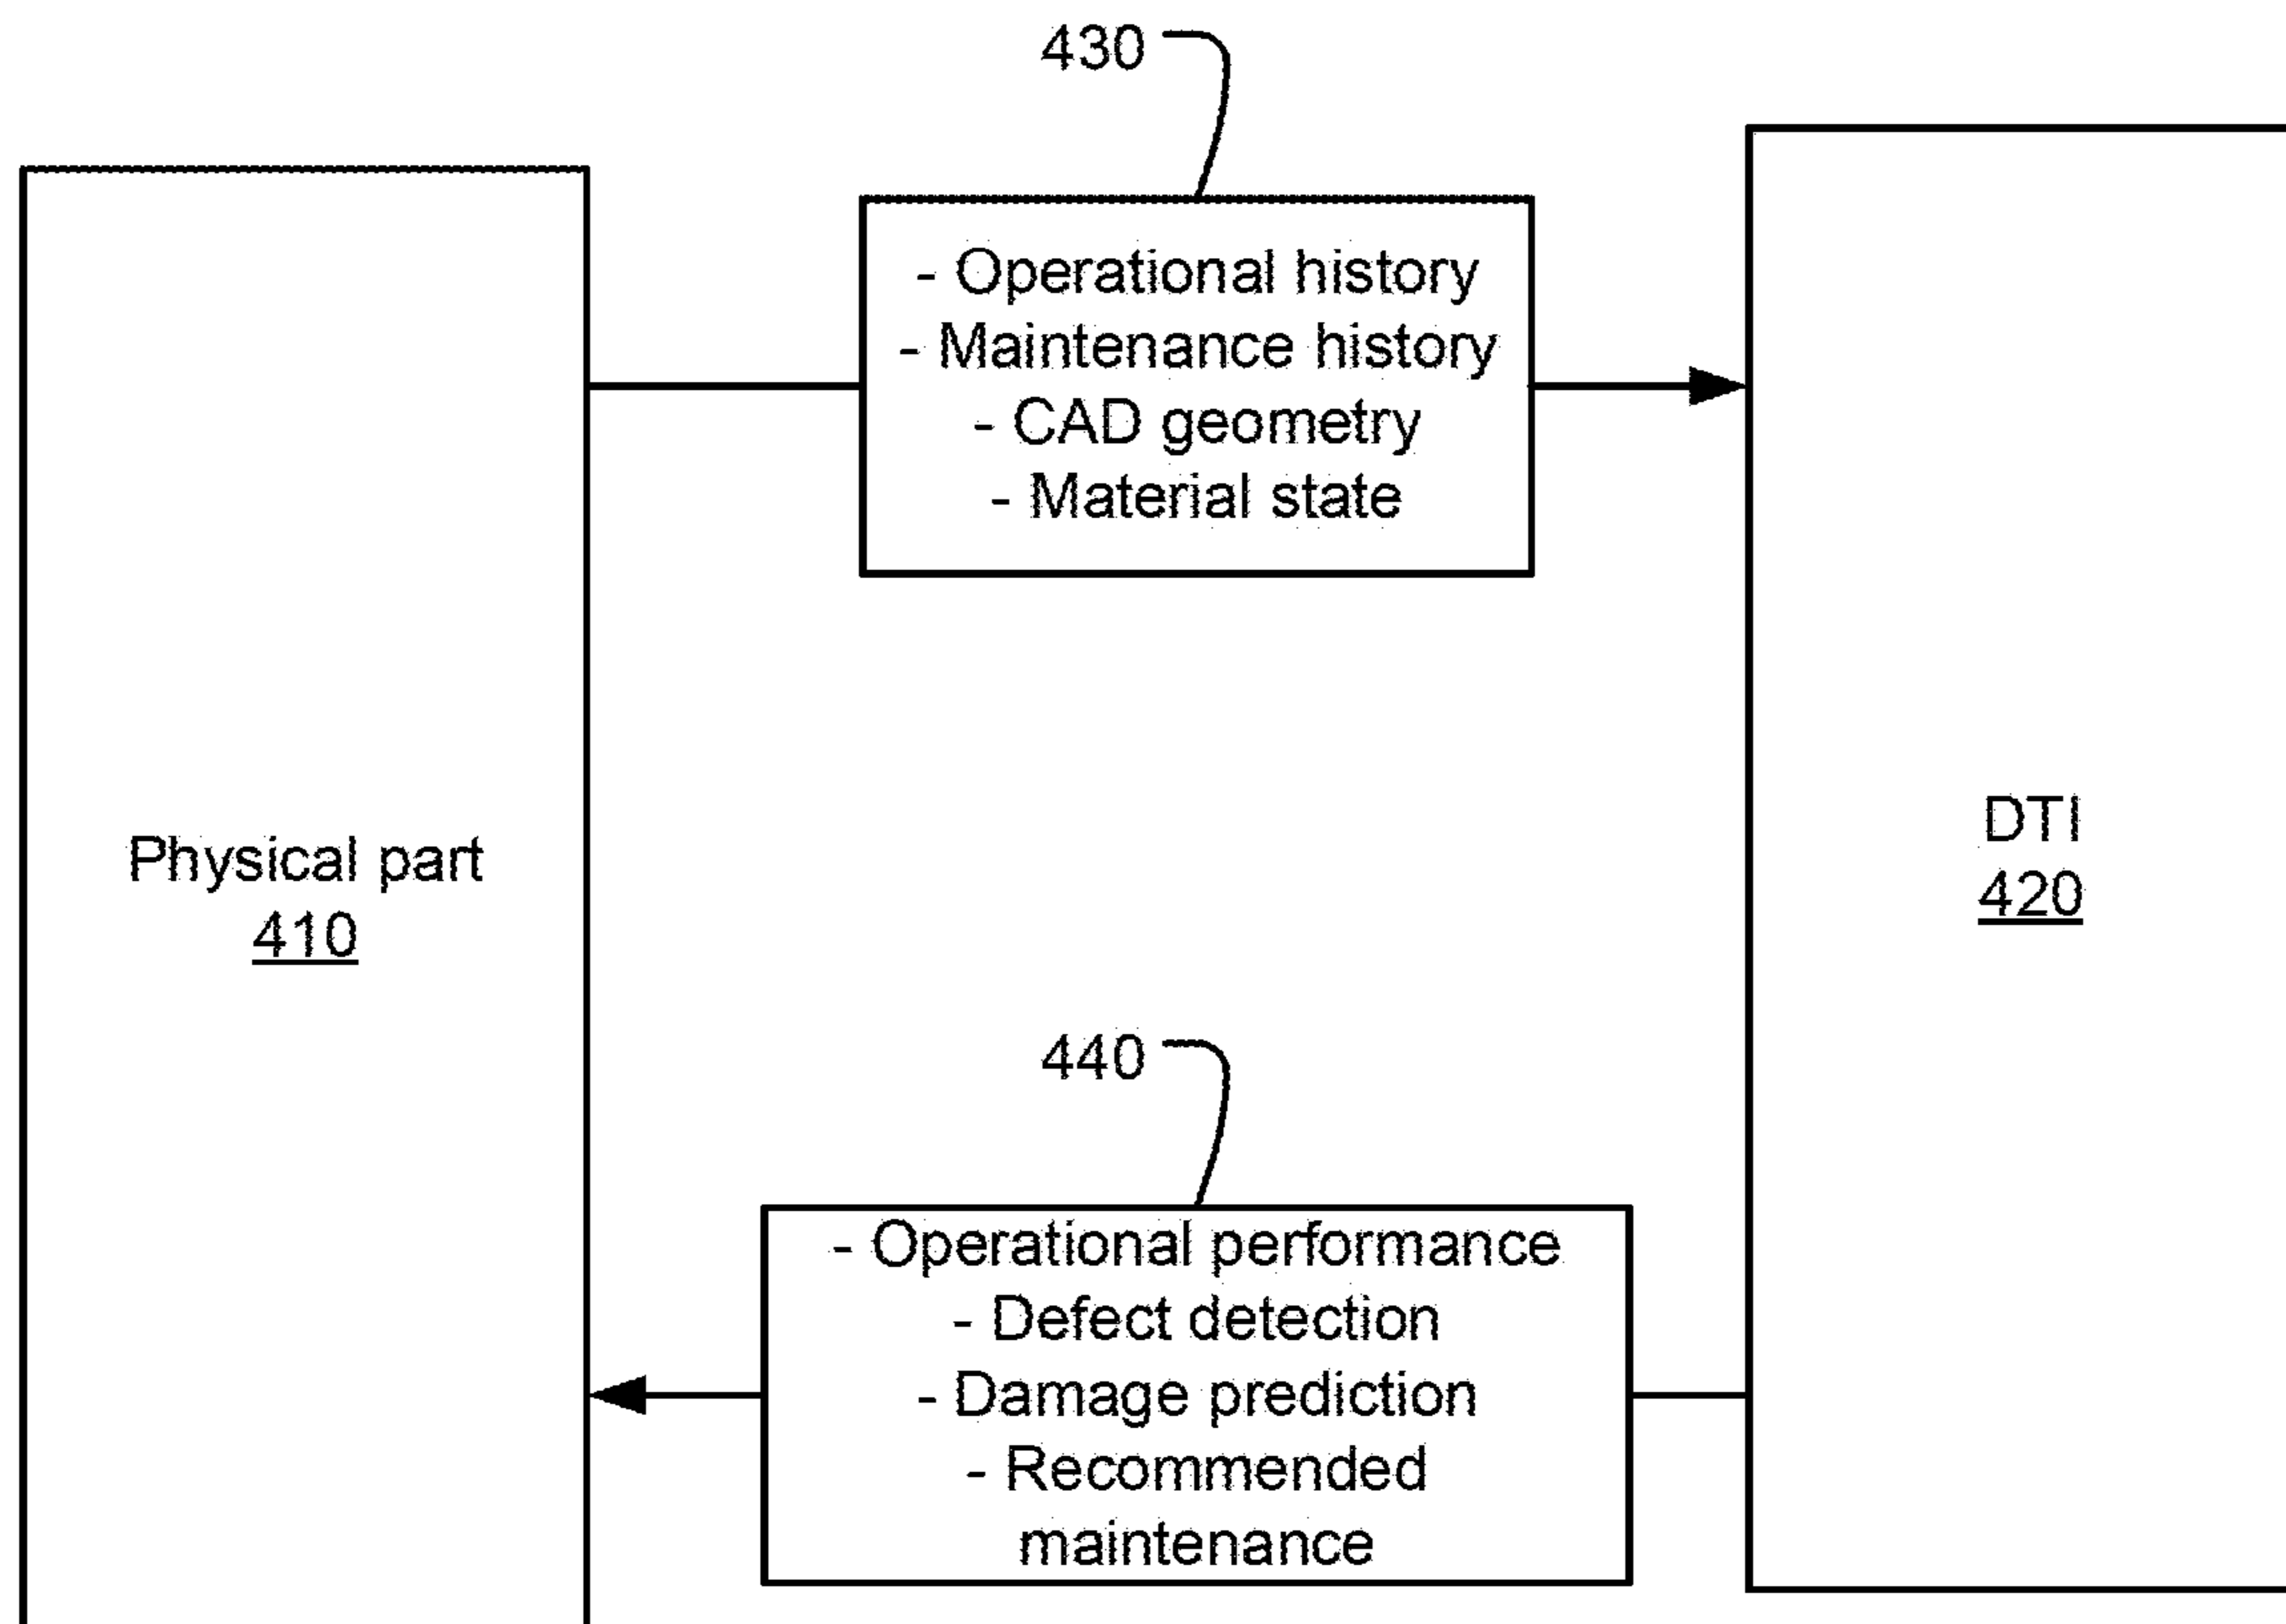 430
- Operational history
- Maintenance history
- CAD geometry
- Material state
Physical part
410
DTI
420
440
- Operational performance
- Defect detection
- Damage prediction
- Recommended
maintenance